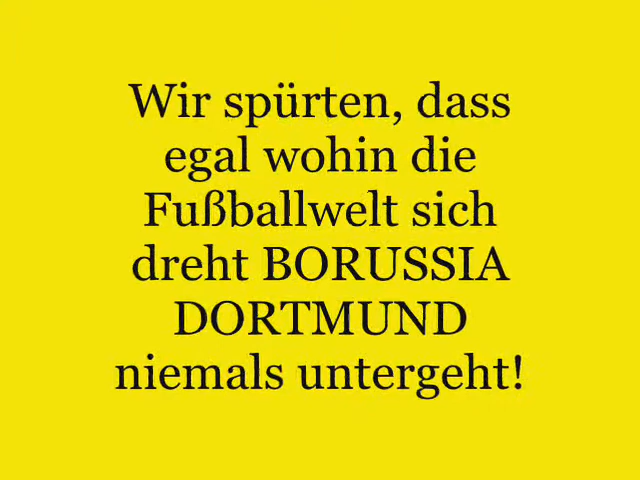 Wir spürten, dass
egal wohin die
Fußballwelt sich
dreht BORUSSIA
DORTMUND
niemals untergeht!